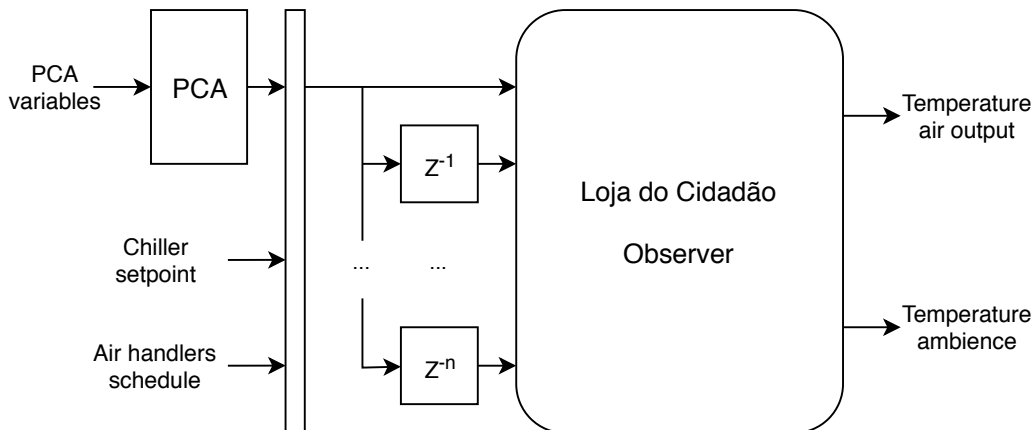 PCA
variables
PCA
Temperature
air output
Z-1
Loja do Cidadão
Observer
Chiller
setpoint
... ...
Temperature
ambience
Air handlers
schedule
Z-n